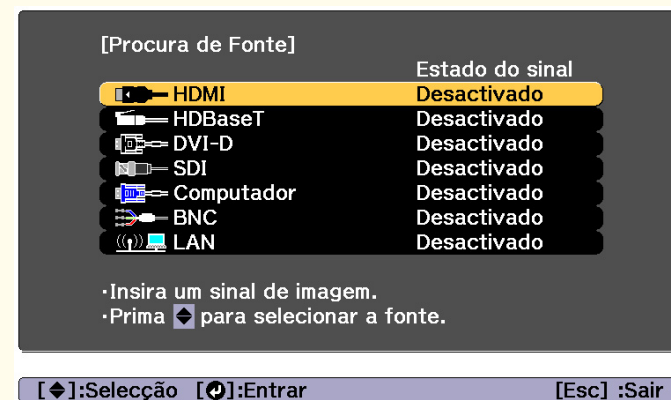 [Procura de Fonte]
Estado do sinal
HDMI Desactivado
HDBaseT Desactivado
DVI-D Desactivado
SDI Desactivado
Computador Desactivado
BNC Desactivado
LAN Desactivado
·Insira um sinal de imagem.
·Prima para selecionar a fonte.
[◆]:Selecção [↵]:Entrar [Esc] :Sair